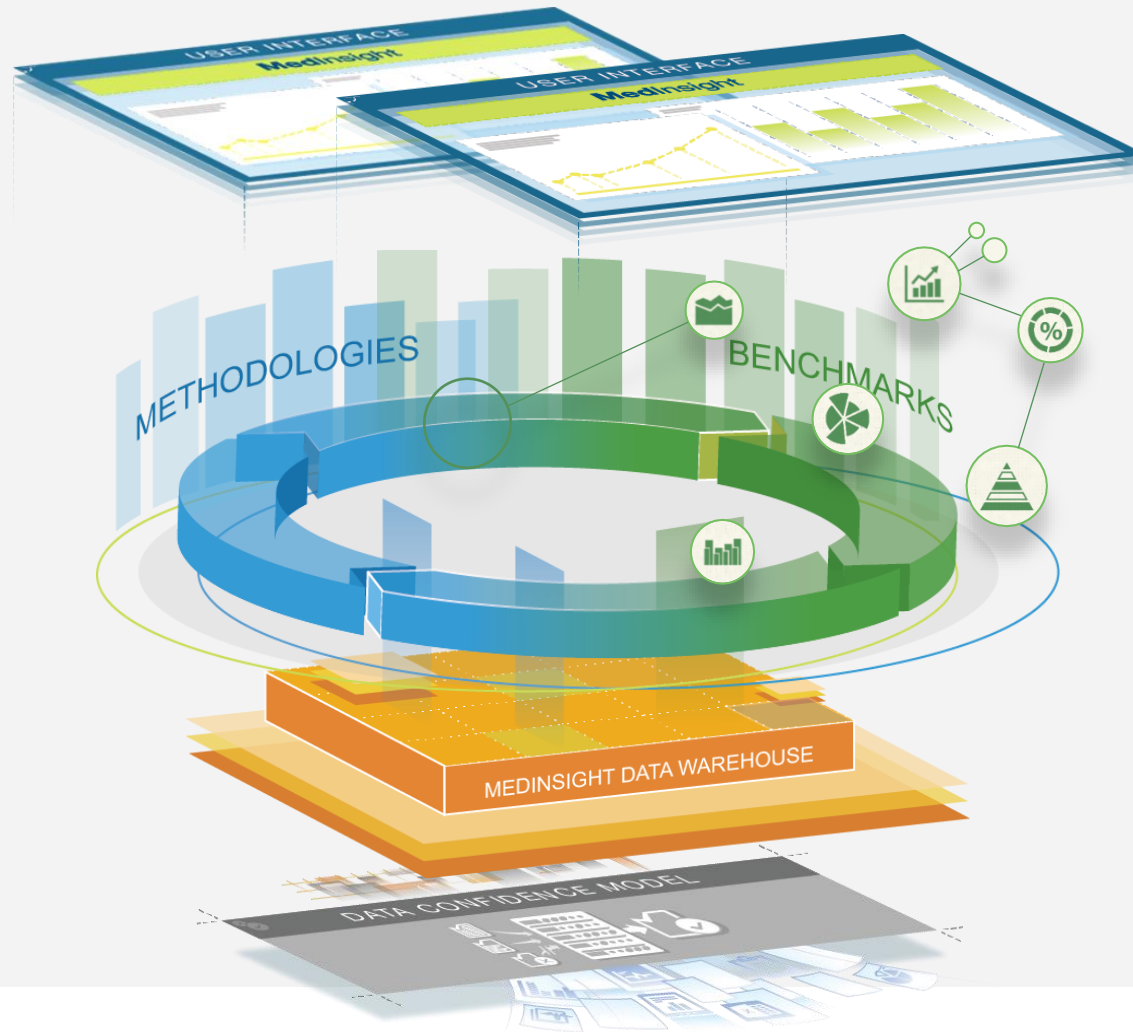 USER INTERFACE
MedInsight
USER INTERFACE
MedInsight
METHODOLOGIES
BENCHMARKS
%
MEDINSIGHT DATA WAREHOUSE
DATA CONFIDENCE MODEL